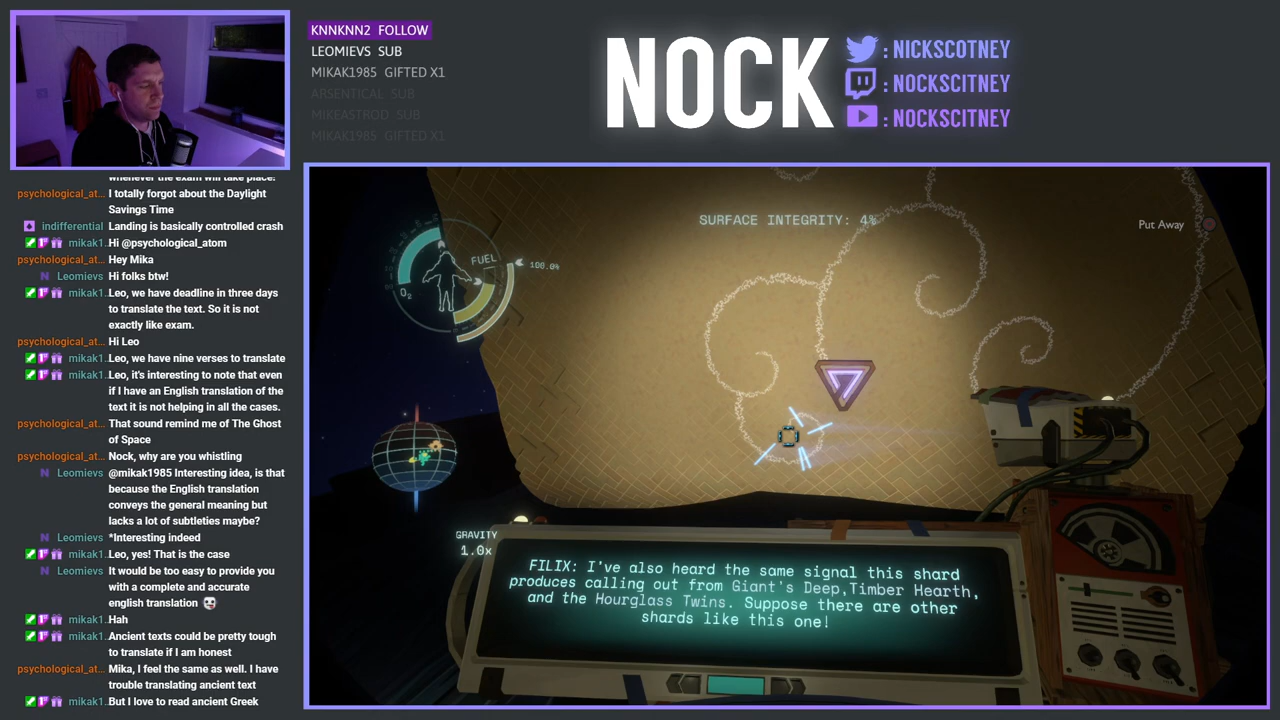 KNNKNN2 FOLLOW
LEOMIEVS SUB
MIKAK1985 GIFTED X1
ARSENTICAL SUB
MIKEASTROD SUB
MIKAK1985 GIFTED X1
NOCK
: NICKSCOTNEY
: NOCKSCITNEY
: NOCKSCITNEY
whenever the exam will take place.
psychological_at... I totally forgot about the Daylight
Savings Time
indifferential Landing is basically controlled crash
mikak1... Hi @psychological_atom
psychological_at... Hey Mika
Leomievs Hi folks btw!
mikak1... Leo, we have deadline in three days
to translate the text. So it is not
exactly like exam.
psychological_at... Hi Leo
mikak1... Leo, we have nine verses to translate
mikak1... Leo, it's interesting to note that even
if I have an English translation of the
text it is not helping in all the cases.
psychological_at... That sound remind me of The Ghost
of Space
psychological_at... Nock, why are you whistling
Leomievs @mikak1985 Interesting idea, is that
because the English translation
conveys the general meaning but
lacks a lot of subtleties maybe?
Leomievs *Interesting indeed
mikak1... Leo, yes! That is the case
Leomievs It would be too easy to provide you
with a complete and accurate
english translation
mikak1... Hah
mikak1... Ancient texts could be pretty tough
to translate if I am honest
psychological_at... Mika, I feel the same as well. I have
trouble translating ancient text
mikak1... But I love to read ancient Greek
SURFACE INTEGRITY: 4%
Put Away
FUEL
100.0%
O2
GRAVITY
1.0x
FILIX: I've also heard the same signal this shard
produces calling out from Giant's Deep,Timber Hearth,
and the Hourglass Twins. Suppose there are other
shards like this one!